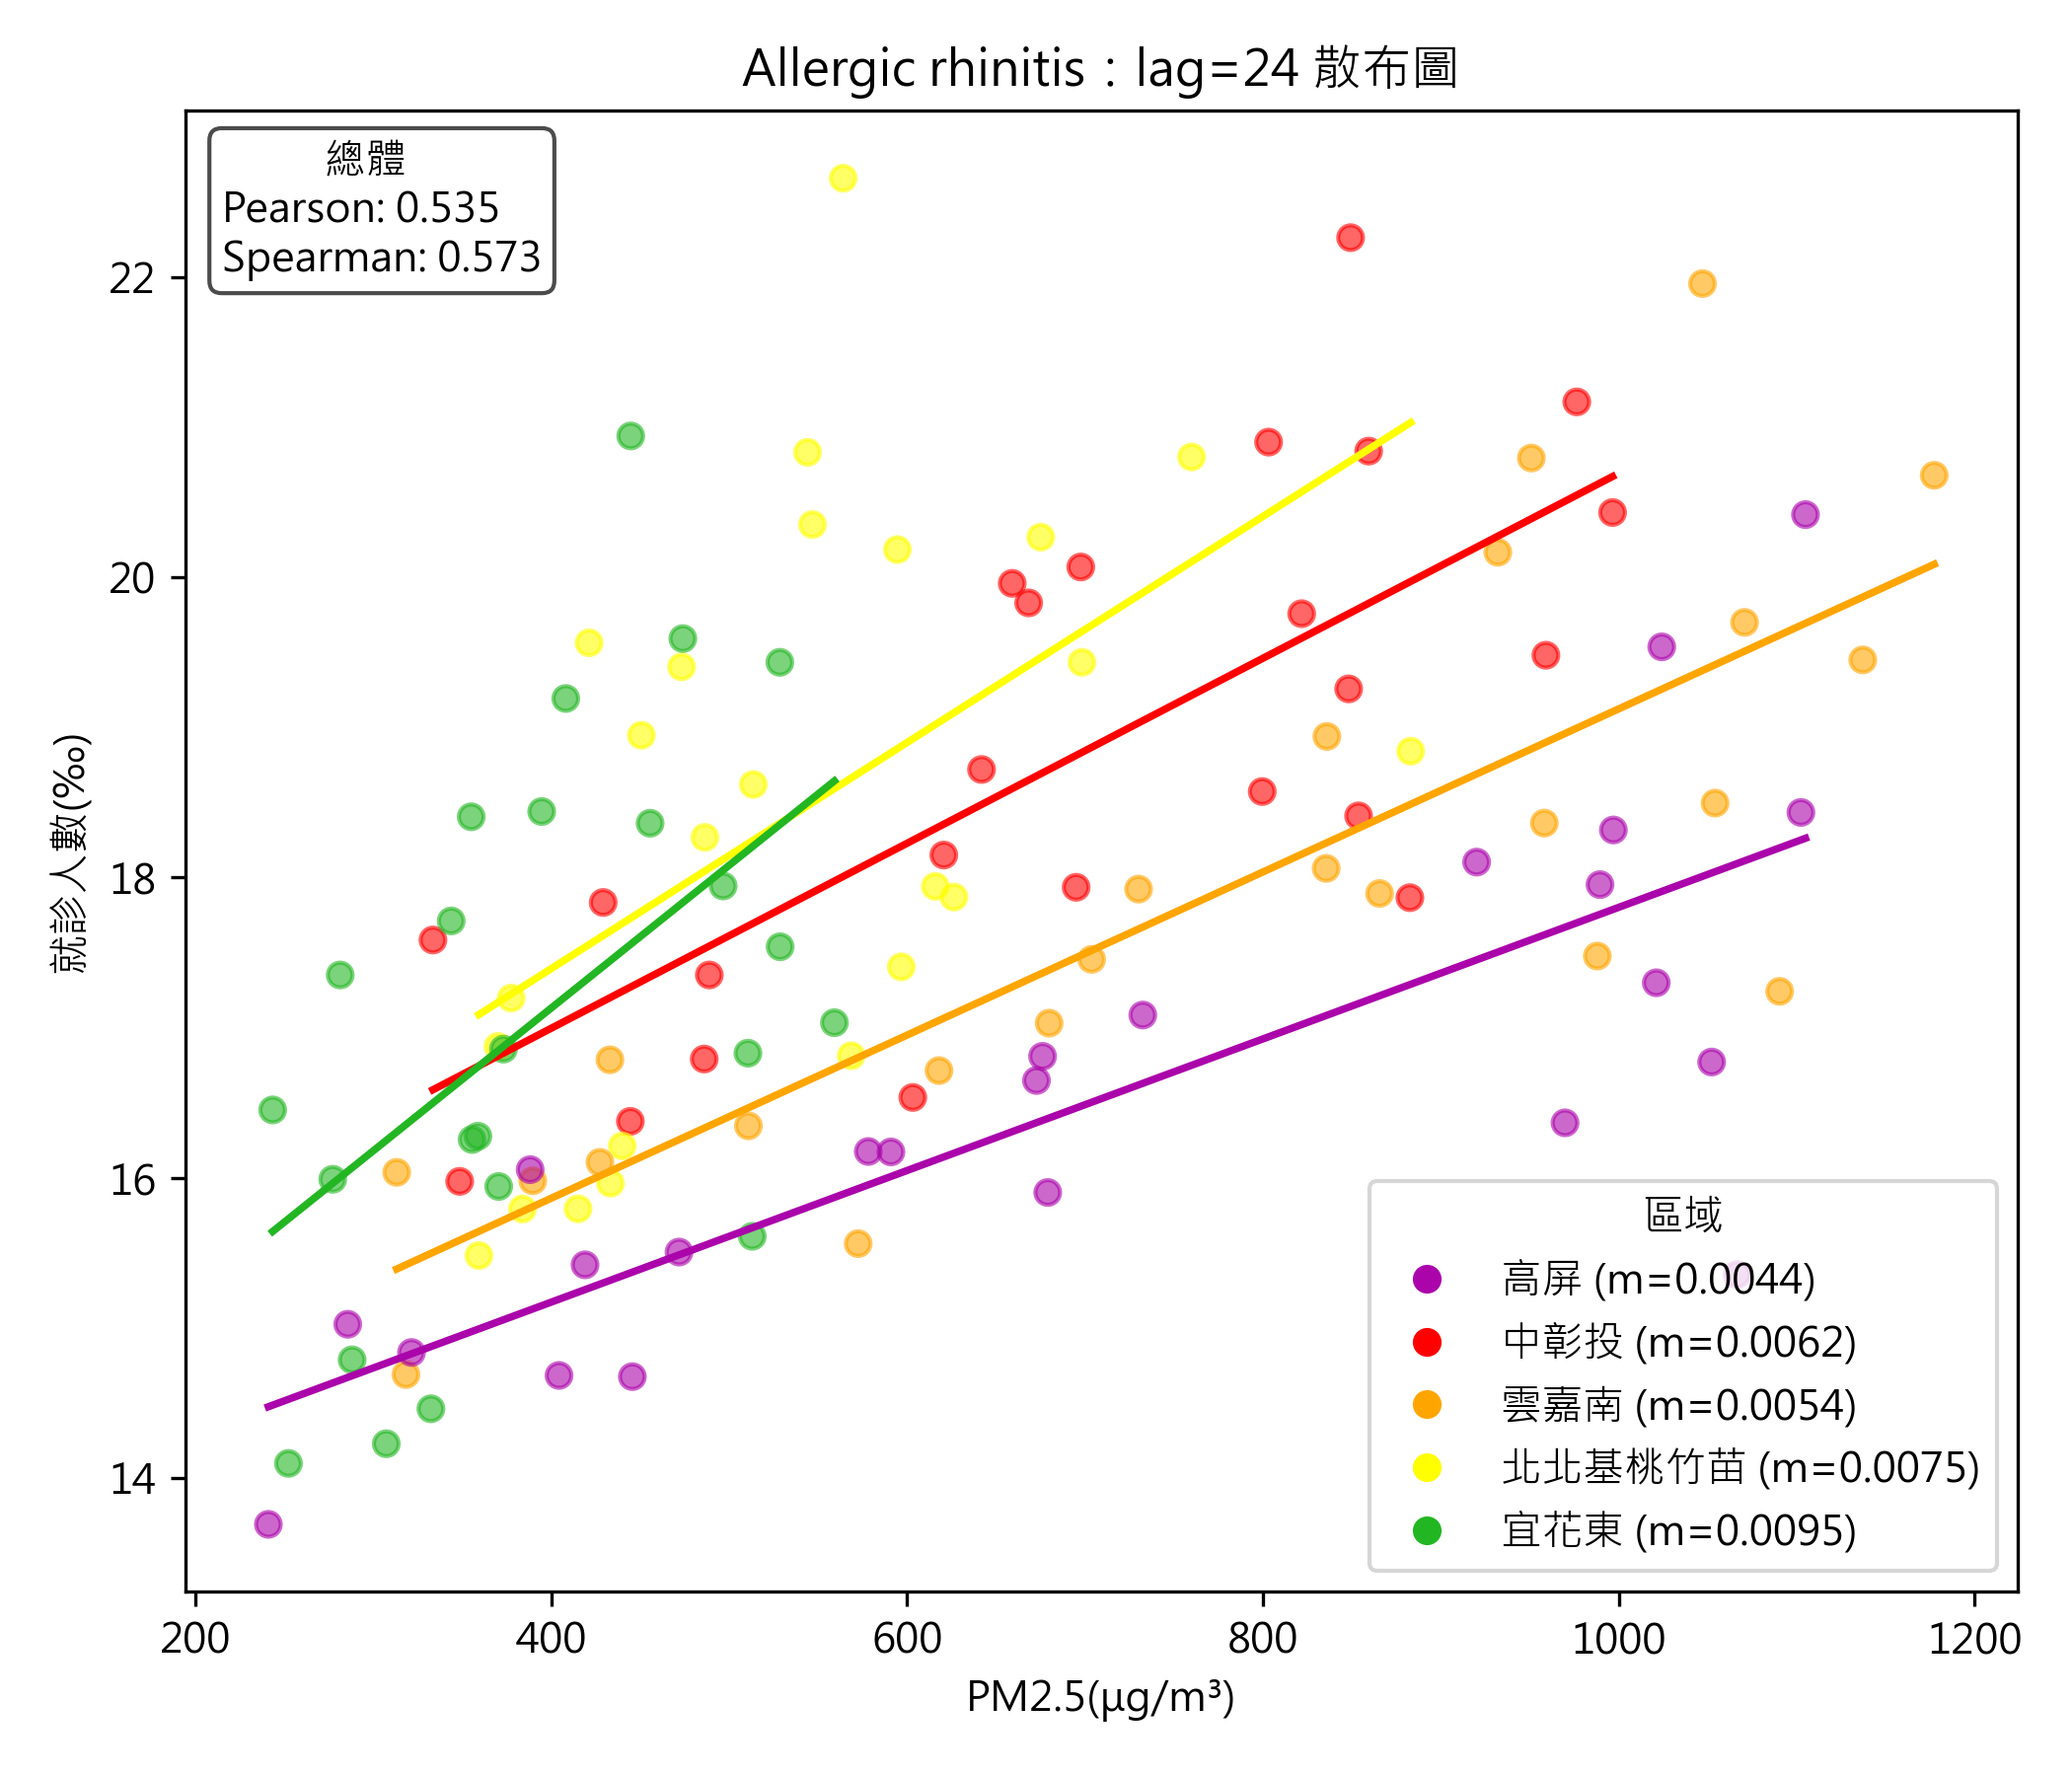 Allergic rhinitis：lag=24 散布圖
總體
Pearson: 0.535
Spearman: 0.573
就診人數(‰)
22
20
18
16
14
區域
高屏 (m=0.0044)
中彰投 (m=0.0062)
雲嘉南 (m=0.0054)
北北基桃竹苗 (m=0.0075)
宜花東 (m=0.0095)
200 400 600 800 1000 1200
PM2.5(μg/m³)